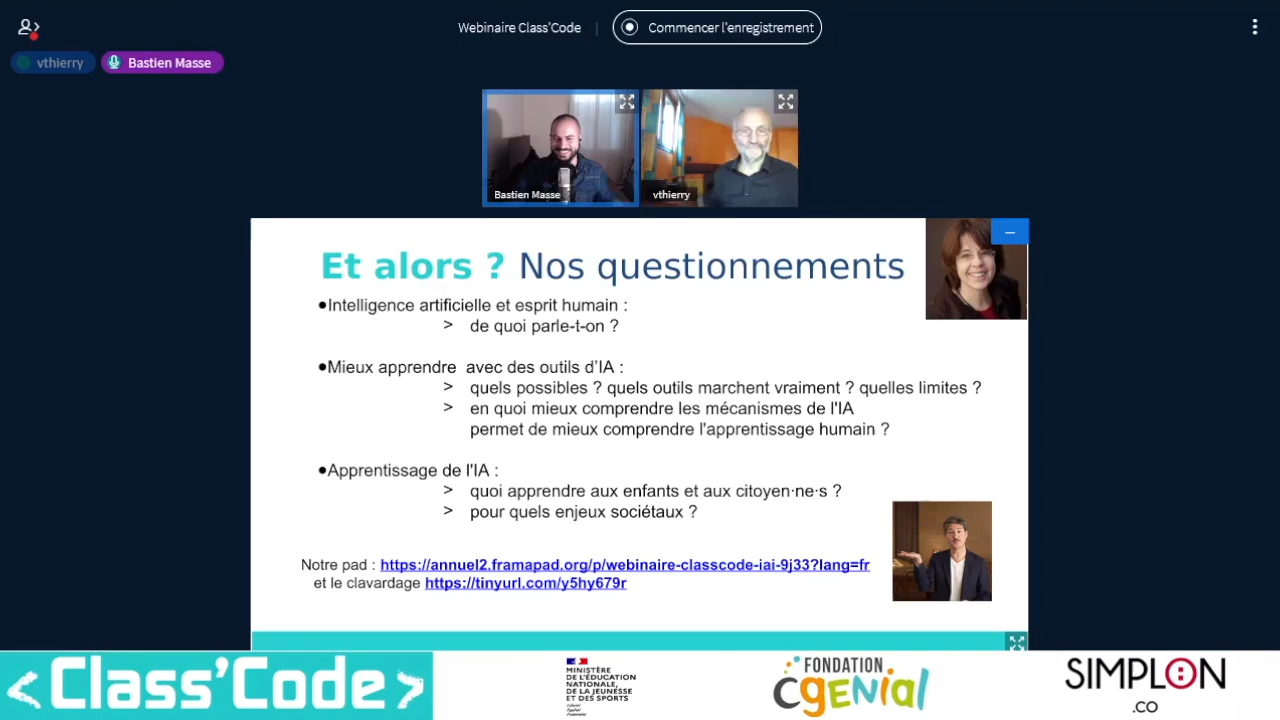 Webinaire Class'Code
Commencer l'enregistrement
vthierry
Bastien Masse
Bastien Masse
vthierry
Et alors ? Nos questionnements
●Intelligence artificielle et esprit humain :
> de quoi parle-t-on ?
●Mieux apprendre avec des outils d'IA :
> quels possibles ? quels outils marchent vraiment ? quelles limites ?
> en quoi mieux comprendre les mécanismes de l'IA
permet de mieux comprendre l'apprentissage humain ?
●Apprentissage de l'IA :
> quoi apprendre aux enfants et aux citoyen·ne·s ?
> pour quels enjeux sociétaux ?
Notre pad : https://annuel2.framapad.org/p/webinaire-classcode-iai-9j33?lang=fr
et le clavardage https://tinyurl.com/y5hy679r
<Class'Code>
MINISTÈRE
DE L'ÉDUCATION
NATIONALE,
DE LA JEUNESSE
ET DES SPORTS
FONDATION
CGENIAL
SIMPLON
.CO